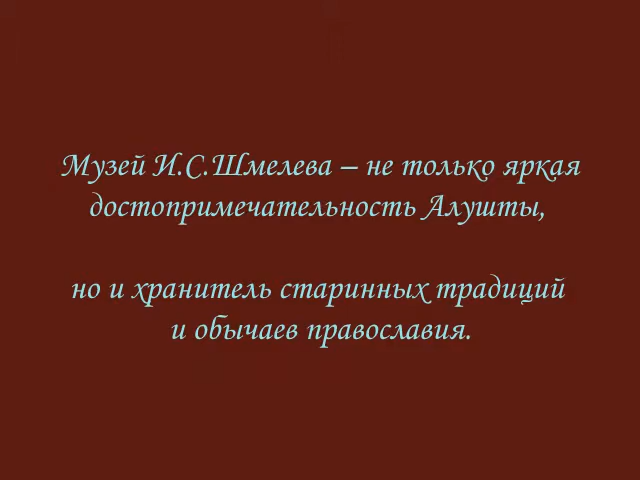 Музей И.С.Шмелева – не только яркая
достопримечательность Алушты,
но и хранитель старинных традиций
и обычаев православия.